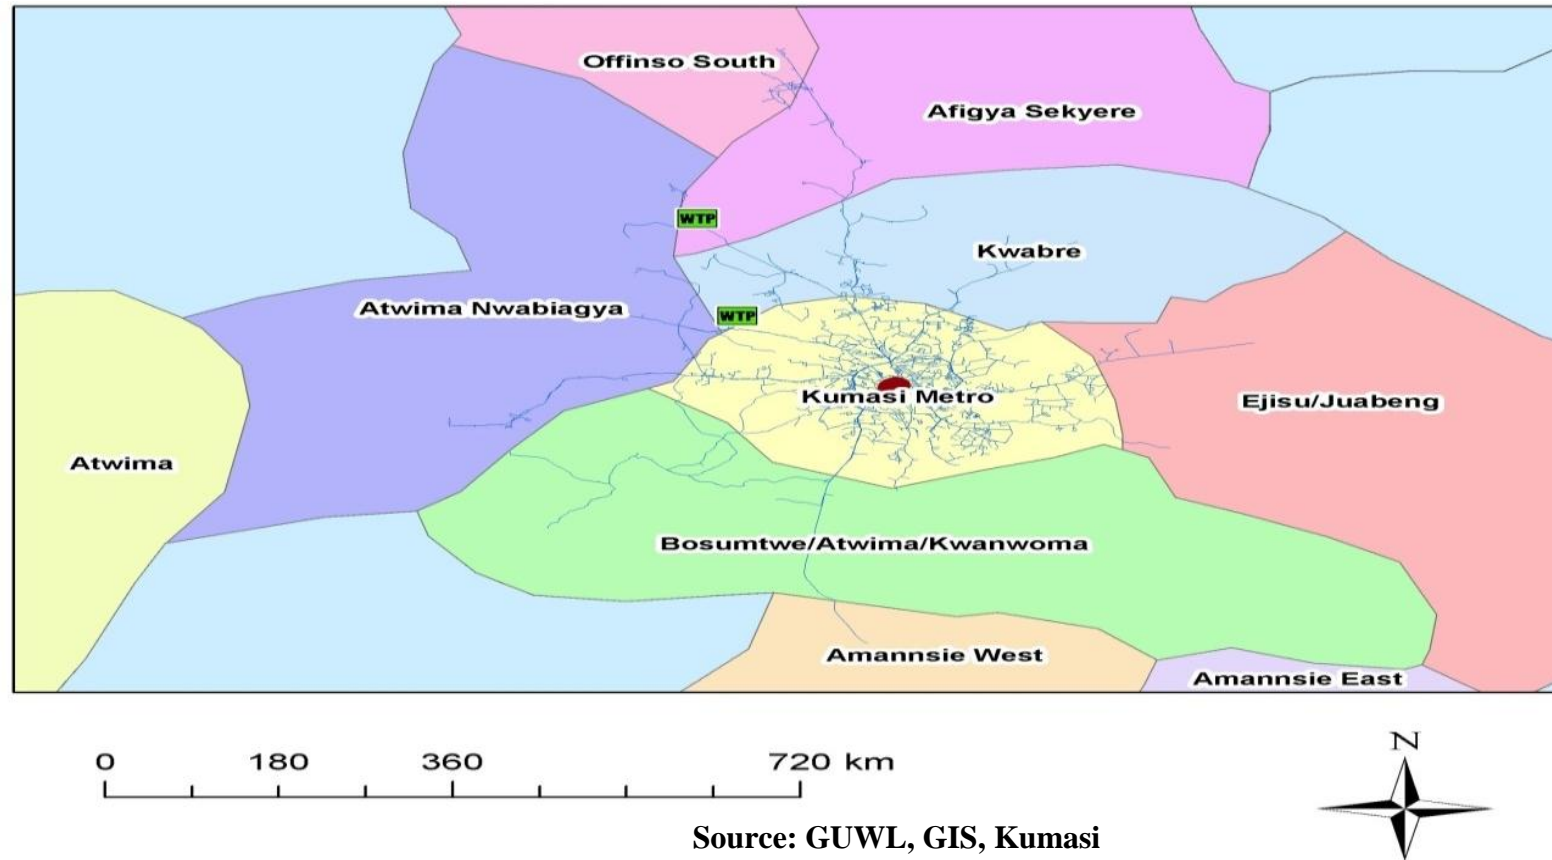 Offinso South
Afigya Sekyere
WTP
Kwabre
Atwima Nwabiagya
WTP
Kumasi Metro
Ejisu/Juabeng
Atwima
Bosumtwe/Atwima/Kwanwoma
Amannsie West
Amannsie East
N
0 180 360 720 km
Source: GUWL, GIS, Kumasi